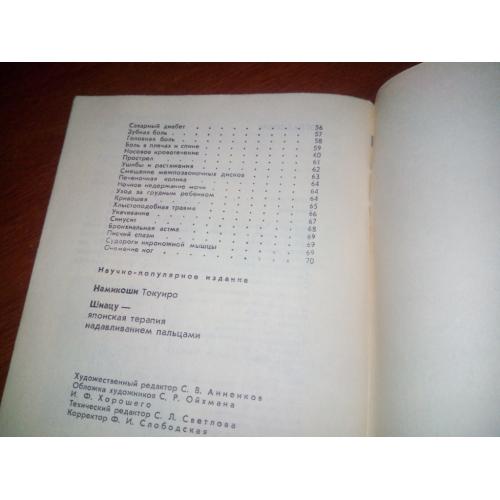 Сахарный диабет 56
Зубная боль 57
Головная боль 58
Боль в плечах и спине 59
Носовое кровотечение 60
Прострел 61
Ушибы и растяжения 62
Смещение межпозвоночных дисков 63
Печеночная колика 64
Ночное недержание мочи 64
Уход за грудным ребенком 64
Кривошея 65
Хлыстоподобная травма 66
Укачивание 67
Синусит 68
Бронхиальная астма 69
Писчий спазм 69
Судороги икроножной мышцы 69
Онемение ног 70
Научно-популярное издание
Намикоши Токуиро
Шиацу —
японская терапия
надавливанием пальцами
Художественный редактор С. В. Анненков
Обложка художников С. Р. Ойхмана
И. Ф. Хорошего
Технический редактор С. Л. Светлова
Корректор Ф. И. Слободская